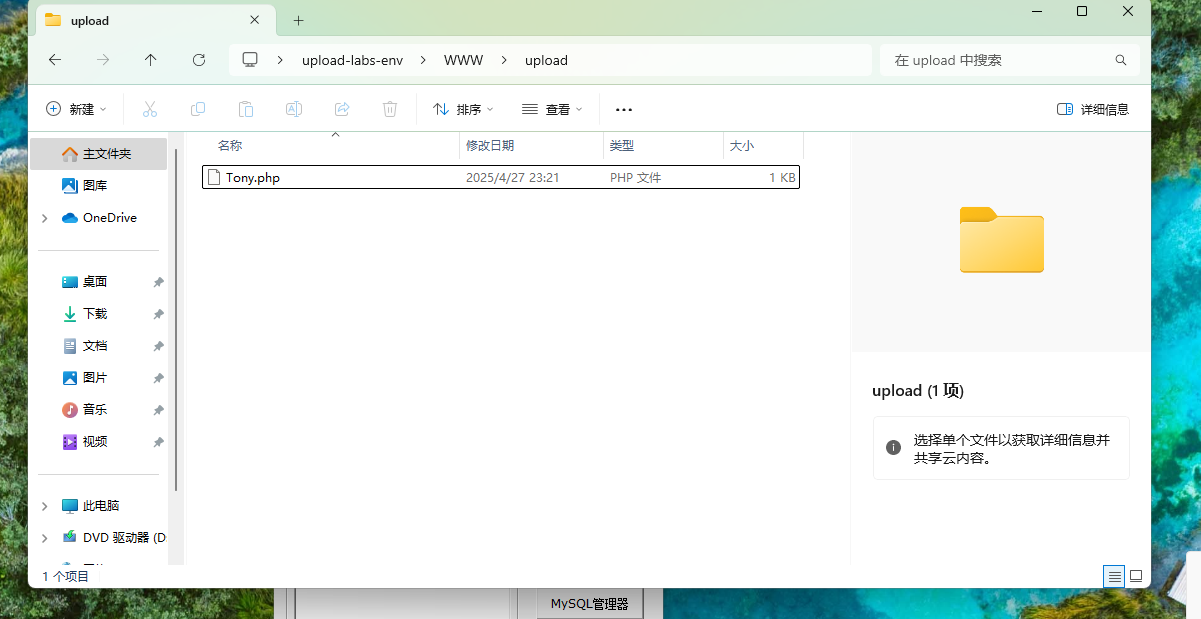 upload
upload-labs-env
WWW
upload
在 upload 中搜索
新建
排序
查看
详细信息
主文件夹
图库
OneDrive
桌面
下载
文档
图片
音乐
视频
此电脑
DVD 驱动器 (D
名称
修改日期
类型
大小
Tony.php
2025/4/27 23:21
PHP 文件
1 KB
upload (1 项)
选择单个文件以获取详细信息并
共享云内容。
1 个项目
MySQL管理器